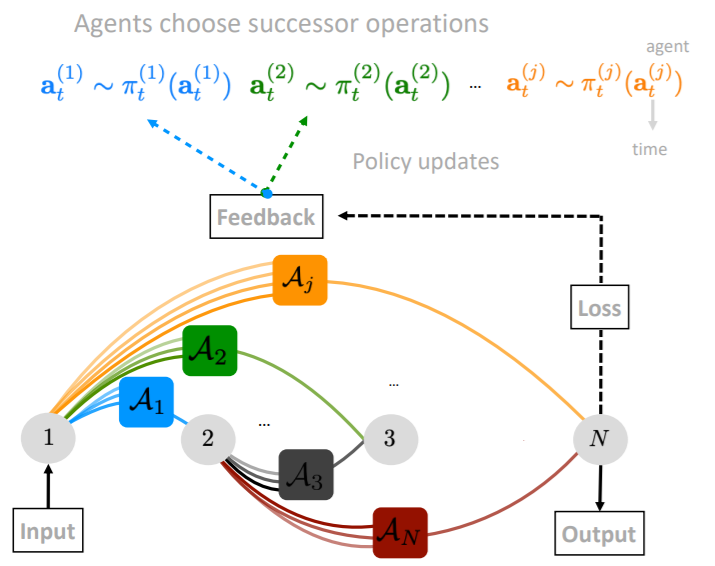 Agents choose successor operations
agent
$\mathbf{a}_t^{(1)} \sim \pi_t^{(1)}(\mathbf{a}_t^{(1)})$ $\mathbf{a}_t^{(2)} \sim \pi_t^{(2)}(\mathbf{a}_t^{(2)})$ ... $\mathbf{a}_t^{(j)} \sim \pi_t^{(j)}(\mathbf{a}_t^{(j)})$
time
Policy updates
Feedback
$\mathcal{A}_j$
Loss
$\mathcal{A}_2$
...
$\mathcal{A}_1$
...
1
2
3
N
$\mathcal{A}_3$
$\mathcal{A}_N$
Input
Output